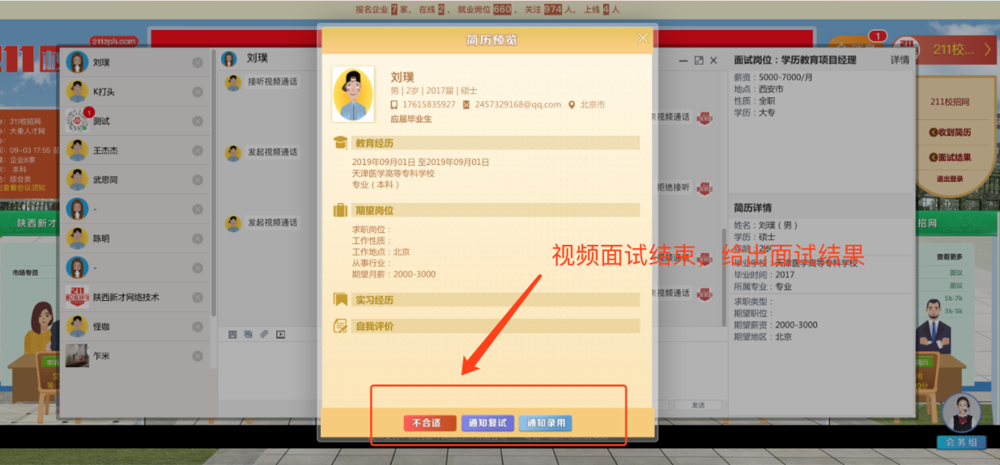 报名企业 7 家， 在线 2 ， 就业岗位 660 ， 关注 974 人， 上线 4 人
211zph.com
211校...
1
刘璞
K打头
1
测试
王杰杰
武思同
-
陈明
-
陕西新才网络技术
怪咖
乍米
刘璞
接听视频通话
发起视频通话
发起视频通话
简历预览
刘璞
男 | 2岁 | 2017届 | 硕士
17615835927 2457329168@qq.com 北京市
应届毕业生
教育经历
2019年09月01日 至2019年09月01日
天津医学高等专科学校
专业（ 本科 ）
期望岗位
求职岗位：
工作性质：
工作地点：北京
从事行业：
期望月薪：2000-3000
实习经历
自我评价
不合适
通知复试
通知录用
视频面试结束，给出面试结果
视频通话
拒绝接听
视频通话
发送
面试岗位：学历教育项目经理
详情
薪资：5000-7000/月
地点：西安市
性质：全职
学历：大专
简历详情
姓名：刘璞 ( 男 )
学历：硕士
年龄：2岁
毕业学校：天津医学高等专科学校
毕业时间：2017
所属专业：专业
求职类型：
期望职位：
期望薪资：2000-3000
期望地区：北京
211校招网
收到简历
面试结果
退出登录
：211校招网
：大秦人才网
：09-03 17:55 至
：企业8家
：本科
：综合类
查看会议须知
陕西新才
市场专员
招网
查看更多
面议
面议
5k-7k
3k-5k
会务组